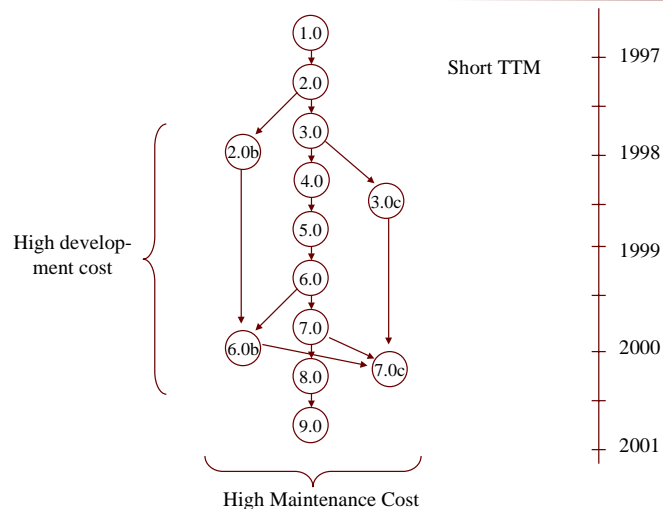 1.0
1997
Short TTM
2.0
3.0
2.0b
1998
4.0
3.0c
5.0
High develop-
ment cost
1999
6.0
7.0
6.0b
2000
7.0c
8.0
9.0
2001
High Maintenance Cost